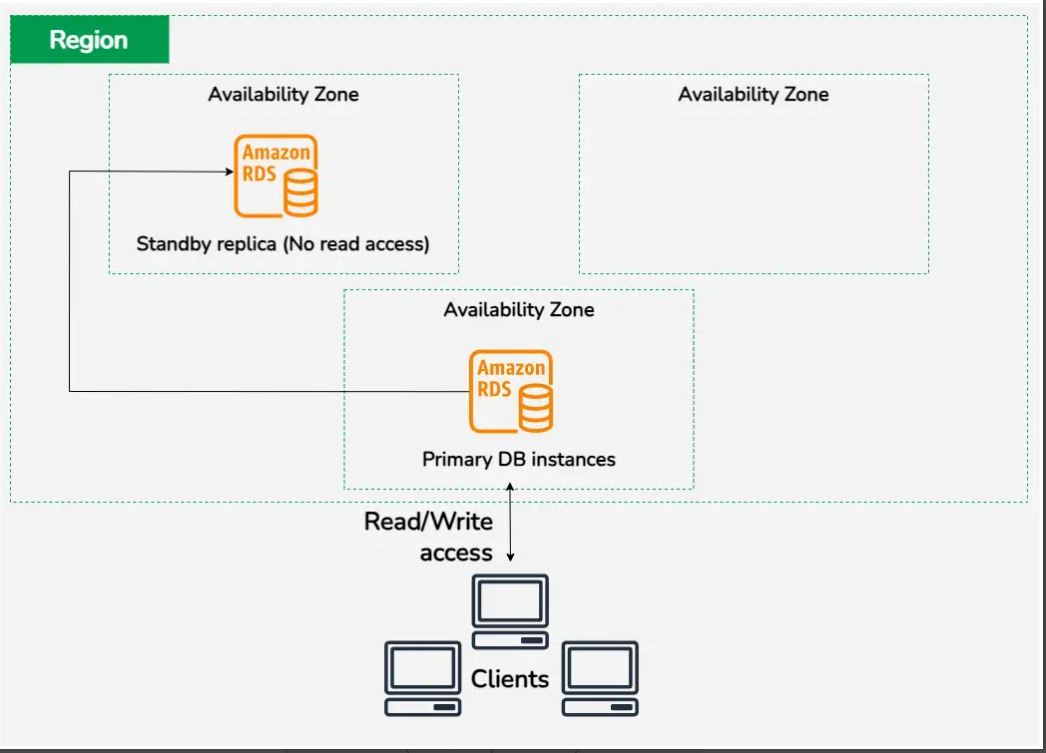 Region
Availability Zone
Availability Zone
Amazon
RDS
Standby replica (No read access)
Availability Zone
Amazon
RDS
Primary DB instances
Read/Write
access
Clients